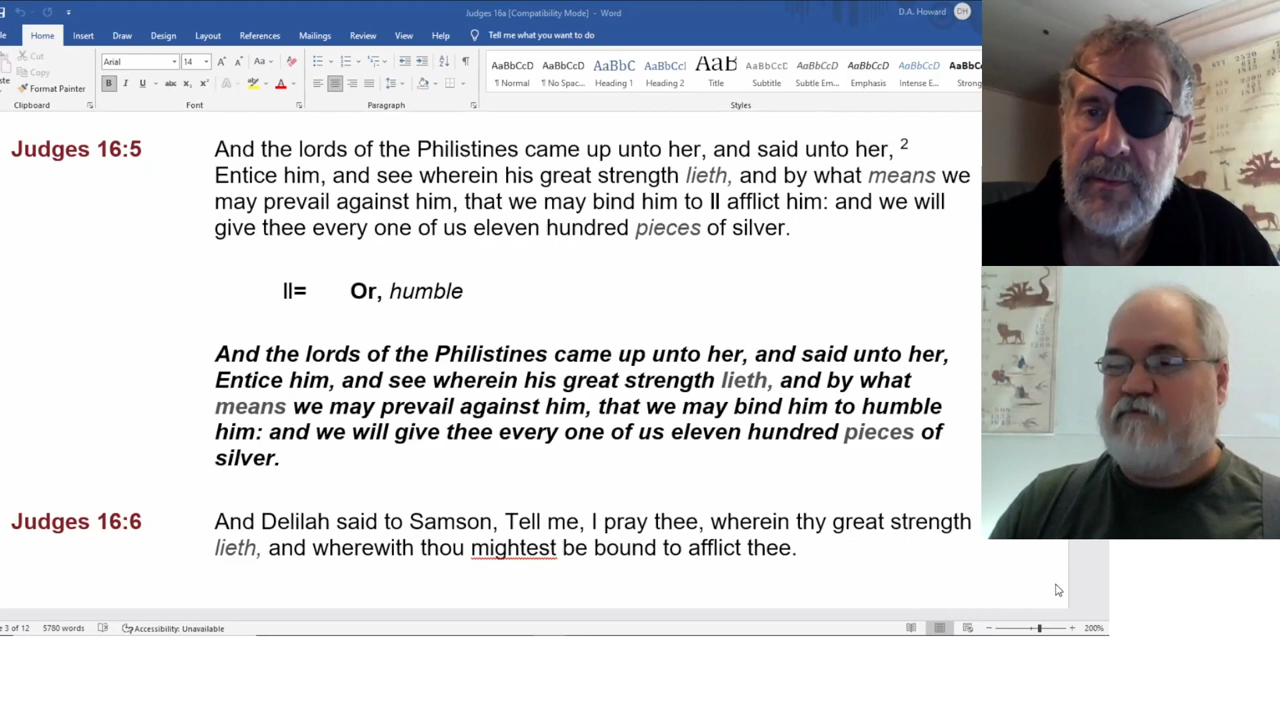 Judges 16a [Compatibility Mode] - Word
D.A. Howard
DH
Home Insert Draw Design Layout References Mailings Review View Help Tell me what you want to do
Cut
Copy
Format Painter
Clipboard
Arial
14
Font
Paragraph
AaBbCcD AaBbCcD AaBbC AaBbCcl AaB AaBbCcD AaBbCcD AaBbCcD AaBbCcD AaBbCc
¶ Normal ¶ No Spac... Heading 1 Heading 2 Title Subtitle Subtle Em... Emphasis Intense E... Strong
Styles
Judges 16:5 And the lords of the Philistines came up unto her, and said unto her, 2
Entice him, and see wherein his great strength lieth, and by what means we
may prevail against him, that we may bind him to ǁ afflict him: and we will
give thee every one of us eleven hundred pieces of silver.
ǁ= Or, humble
And the lords of the Philistines came up unto her, and said unto her,
Entice him, and see wherein his great strength lieth, and by what
means we may prevail against him, that we may bind him to humble
him: and we will give thee every one of us eleven hundred pieces of
silver.
Judges 16:6 And Delilah said to Samson, Tell me, I pray thee, wherein thy great strength
lieth, and wherewith thou mightest be bound to afflict thee.
3 of 12 5780 words Accessibility: Unavailable 200%